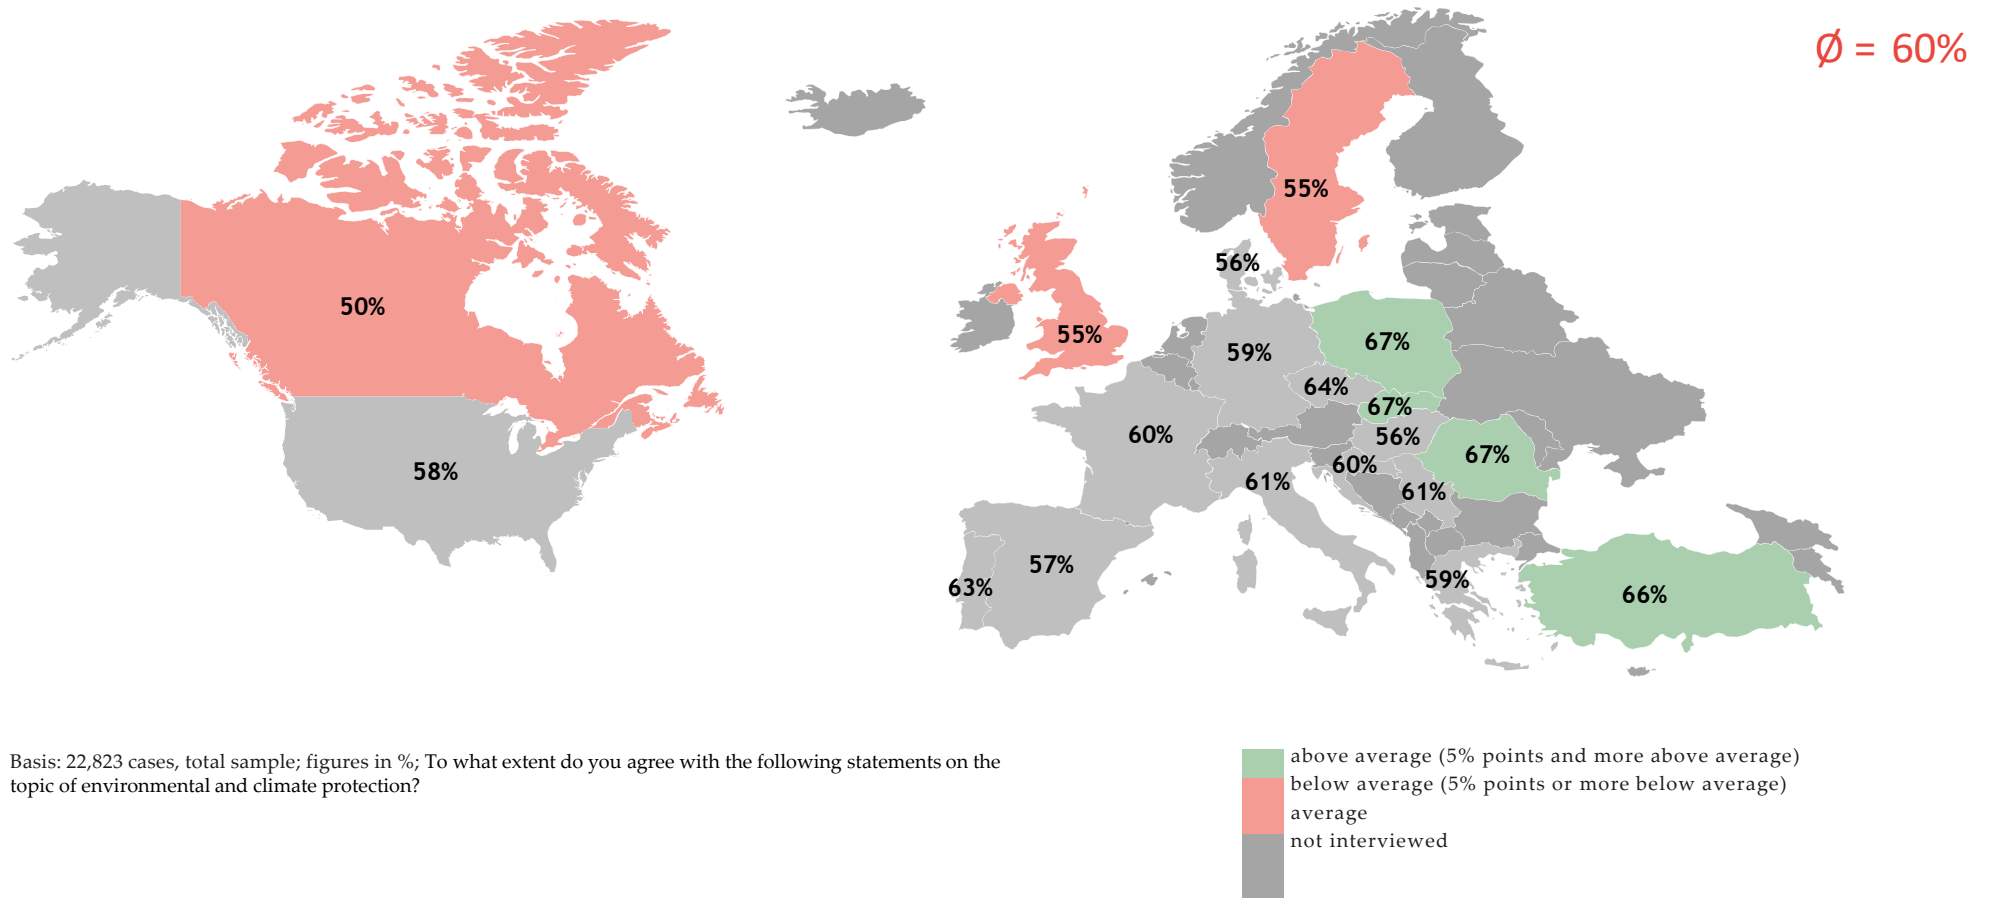 Ø = 60%
55%
56%
50%
55%
67%
59%
64%
67%
60%
56%
67%
60%
58%
61%
61%
57%
59%
63%
66%
Basis: 22,823 cases, total sample; figures in %; To what extent do you agree with the following statements on the
topic of environmental and climate protection?
above average (5% points and more above average)
below average (5% points or more below average)
average
not interviewed